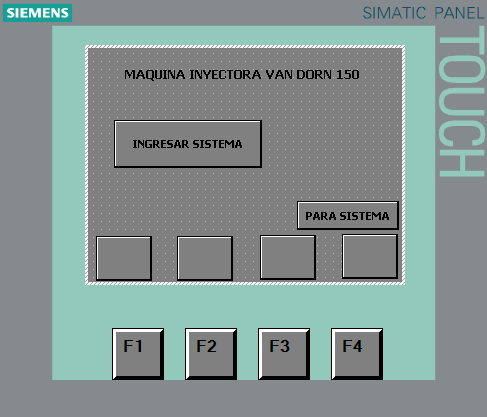 SIEMENS
SIMATIC PANEL
TOUCH
MAQUINA INYECTORA VAN DORN 150
INGRESAR SISTEMA
PARA SISTEMA
F1 F2 F3 F4